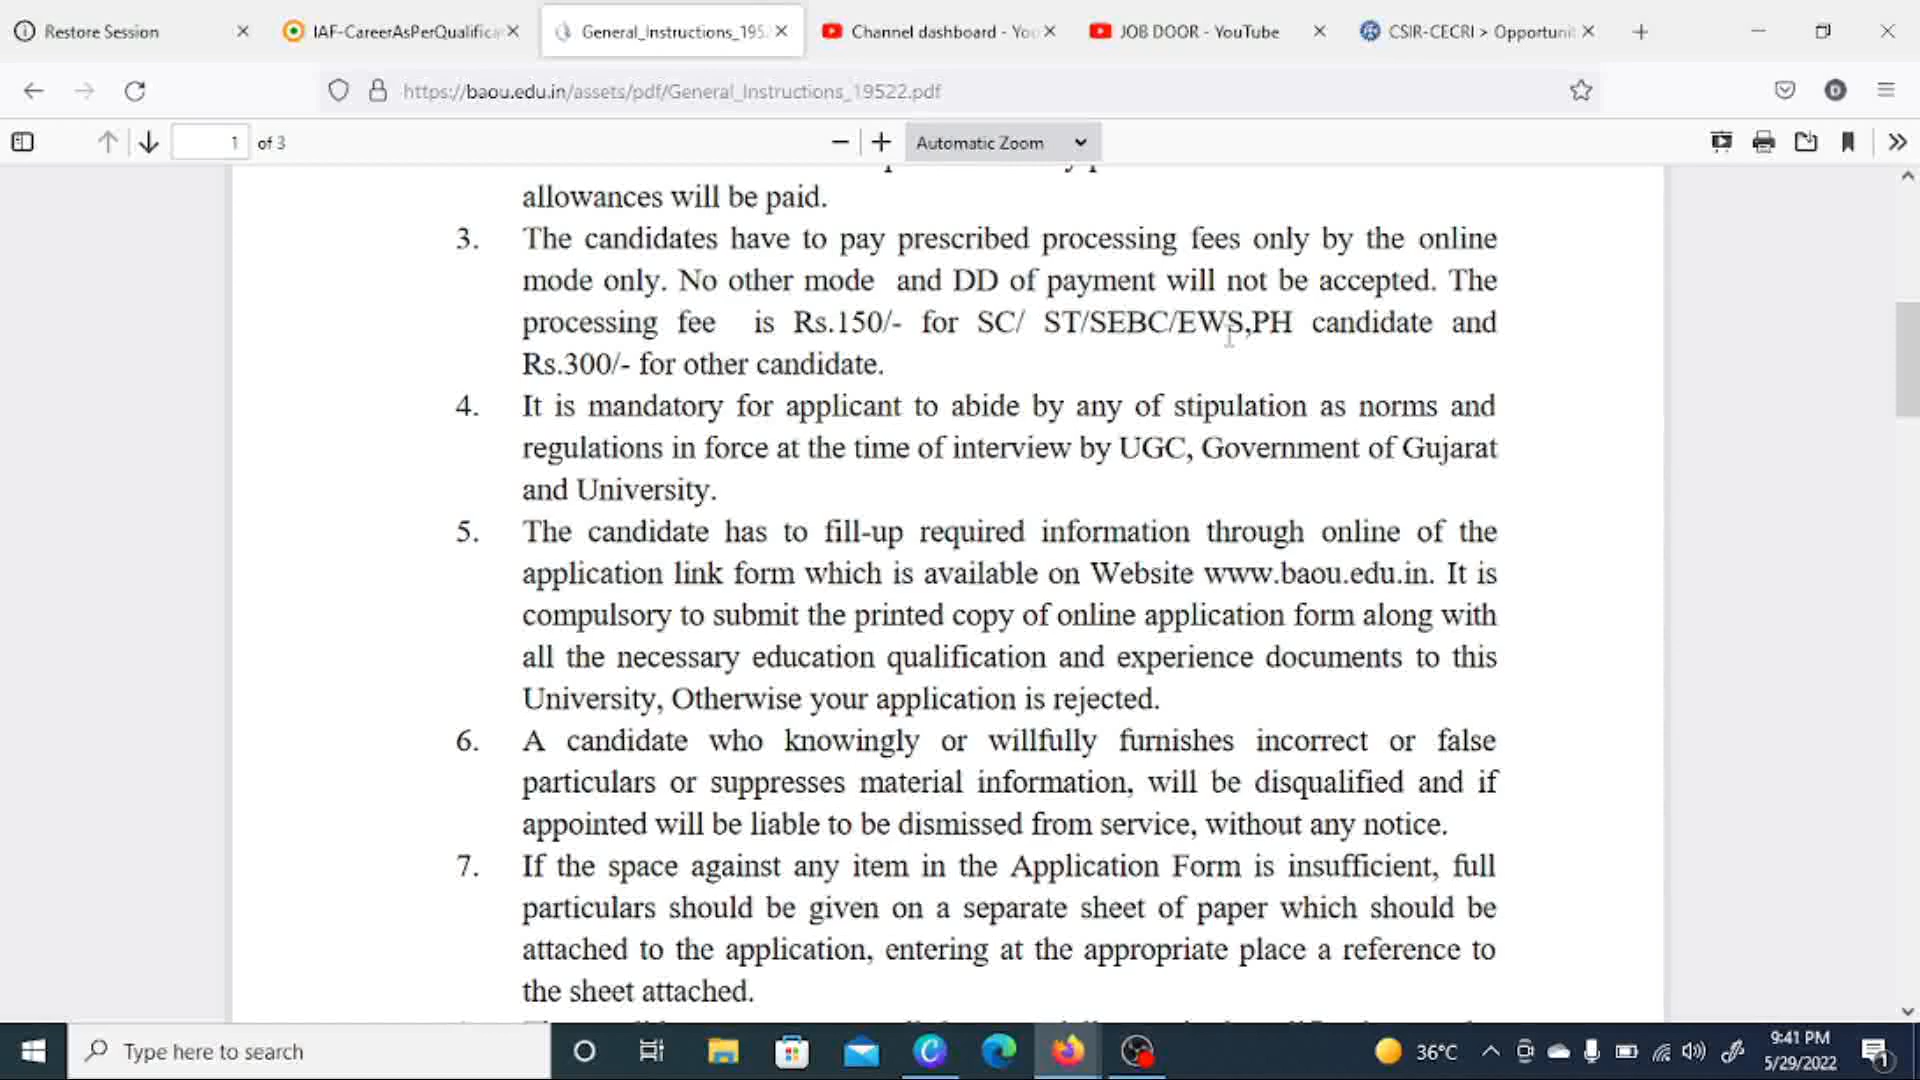 Restore Session
IAF-CareerAsPerQualifica
General_Instructions_195
Channel dashboard - You
JOB DOOR - YouTube
CSIR-CECRI > Opportunit
https://baou.edu.in/assets/pdf/General_Instructions_19522.pdf
1 of 3
Automatic Zoom
allowances will be paid.
3. The candidates have to pay prescribed processing fees only by the online
mode only. No other mode and DD of payment will not be accepted. The
processing fee is Rs.150/- for SC/ ST/SEBC/EWS,PH candidate and
Rs.300/- for other candidate.
4. It is mandatory for applicant to abide by any of stipulation as norms and
regulations in force at the time of interview by UGC, Government of Gujarat
and University.
5. The candidate has to fill-up required information through online of the
application link form which is available on Website www.baou.edu.in. It is
compulsory to submit the printed copy of online application form along with
all the necessary education qualification and experience documents to this
University, Otherwise your application is rejected.
6. A candidate who knowingly or willfully furnishes incorrect or false
particulars or suppresses material information, will be disqualified and if
appointed will be liable to be dismissed from service, without any notice.
7. If the space against any item in the Application Form is insufficient, full
particulars should be given on a separate sheet of paper which should be
attached to the application, entering at the appropriate place a reference to
the sheet attached.
Type here to search
36°C
9:41 PM
5/29/2022
1